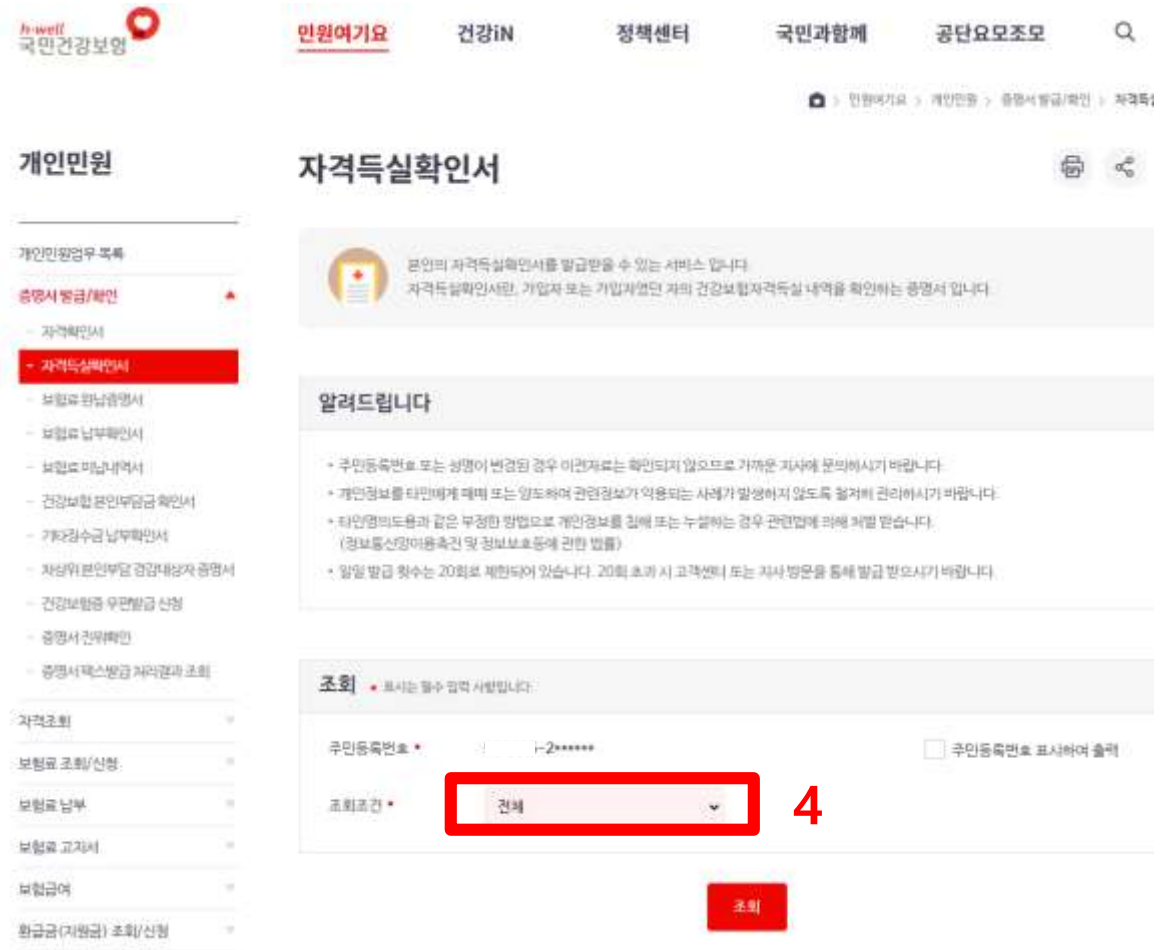 h·well
국민건강보험
민원여기요 건강iN 정책센터 국민과함께 공단요모조모
민원여기요 > 개인민원 > 증명서 발급/확인 > 자격득실
개인민원
자격득실확인서
개인민원업무 목록
증명서 발급/확인
- 자격확인서
- 자격득실확인서
- 보험료 완납증명서
- 보험료 납부확인서
- 보험료 미납내역서
- 건강보험 본인부담금 확인서
- 기타징수금 납부확인서
- 차상위 본인부담 경감대상자 증명서
- 건강보험증 우편발급 신청
- 증명서 진위확인
- 증명서 팩스발급 처리결과 조회
자격조회
보험료 조회/신청
보험료 납부
보험료 고지서
보험급여
환급금(지원금) 조회/신청
본인의 자격득실확인서를 발급받을 수 있는 서비스 입니다.
자격득실확인서란, 가입자 또는 가입자였던 자의 건강보험자격득실 내역을 확인하는 증명서 입니다.
알려드립니다
• 주민등록번호 또는 성명이 변경된 경우 이전자료는 확인되지 않으므로 가까운 지사에 문의하시기 바랍니다.
• 개인정보를 타인에게 매매 또는 양도하여 관련정보가 악용되는 사례가 발생하지 않도록 철저히 관리하시기 바랍니다.
• 타인명의도용과 같은 부정한 방법으로 개인정보를 침해 또는 누설하는 경우 관련법에 의해 처벌 받습니다.
(정보통신망이용촉진 및 정보보호등에 관한 법률)
• 일일 발급 횟수는 20회로 제한되어 있습니다. 20회 초과 시 고객센터 또는 지사 방문을 통해 발급 받으시기 바랍니다.
조회 • 표시는 필수 입력 사항입니다.
주민등록번호 • -2****** 주민등록번호 표시하여 출력
조회조건 • 전체 4
조회